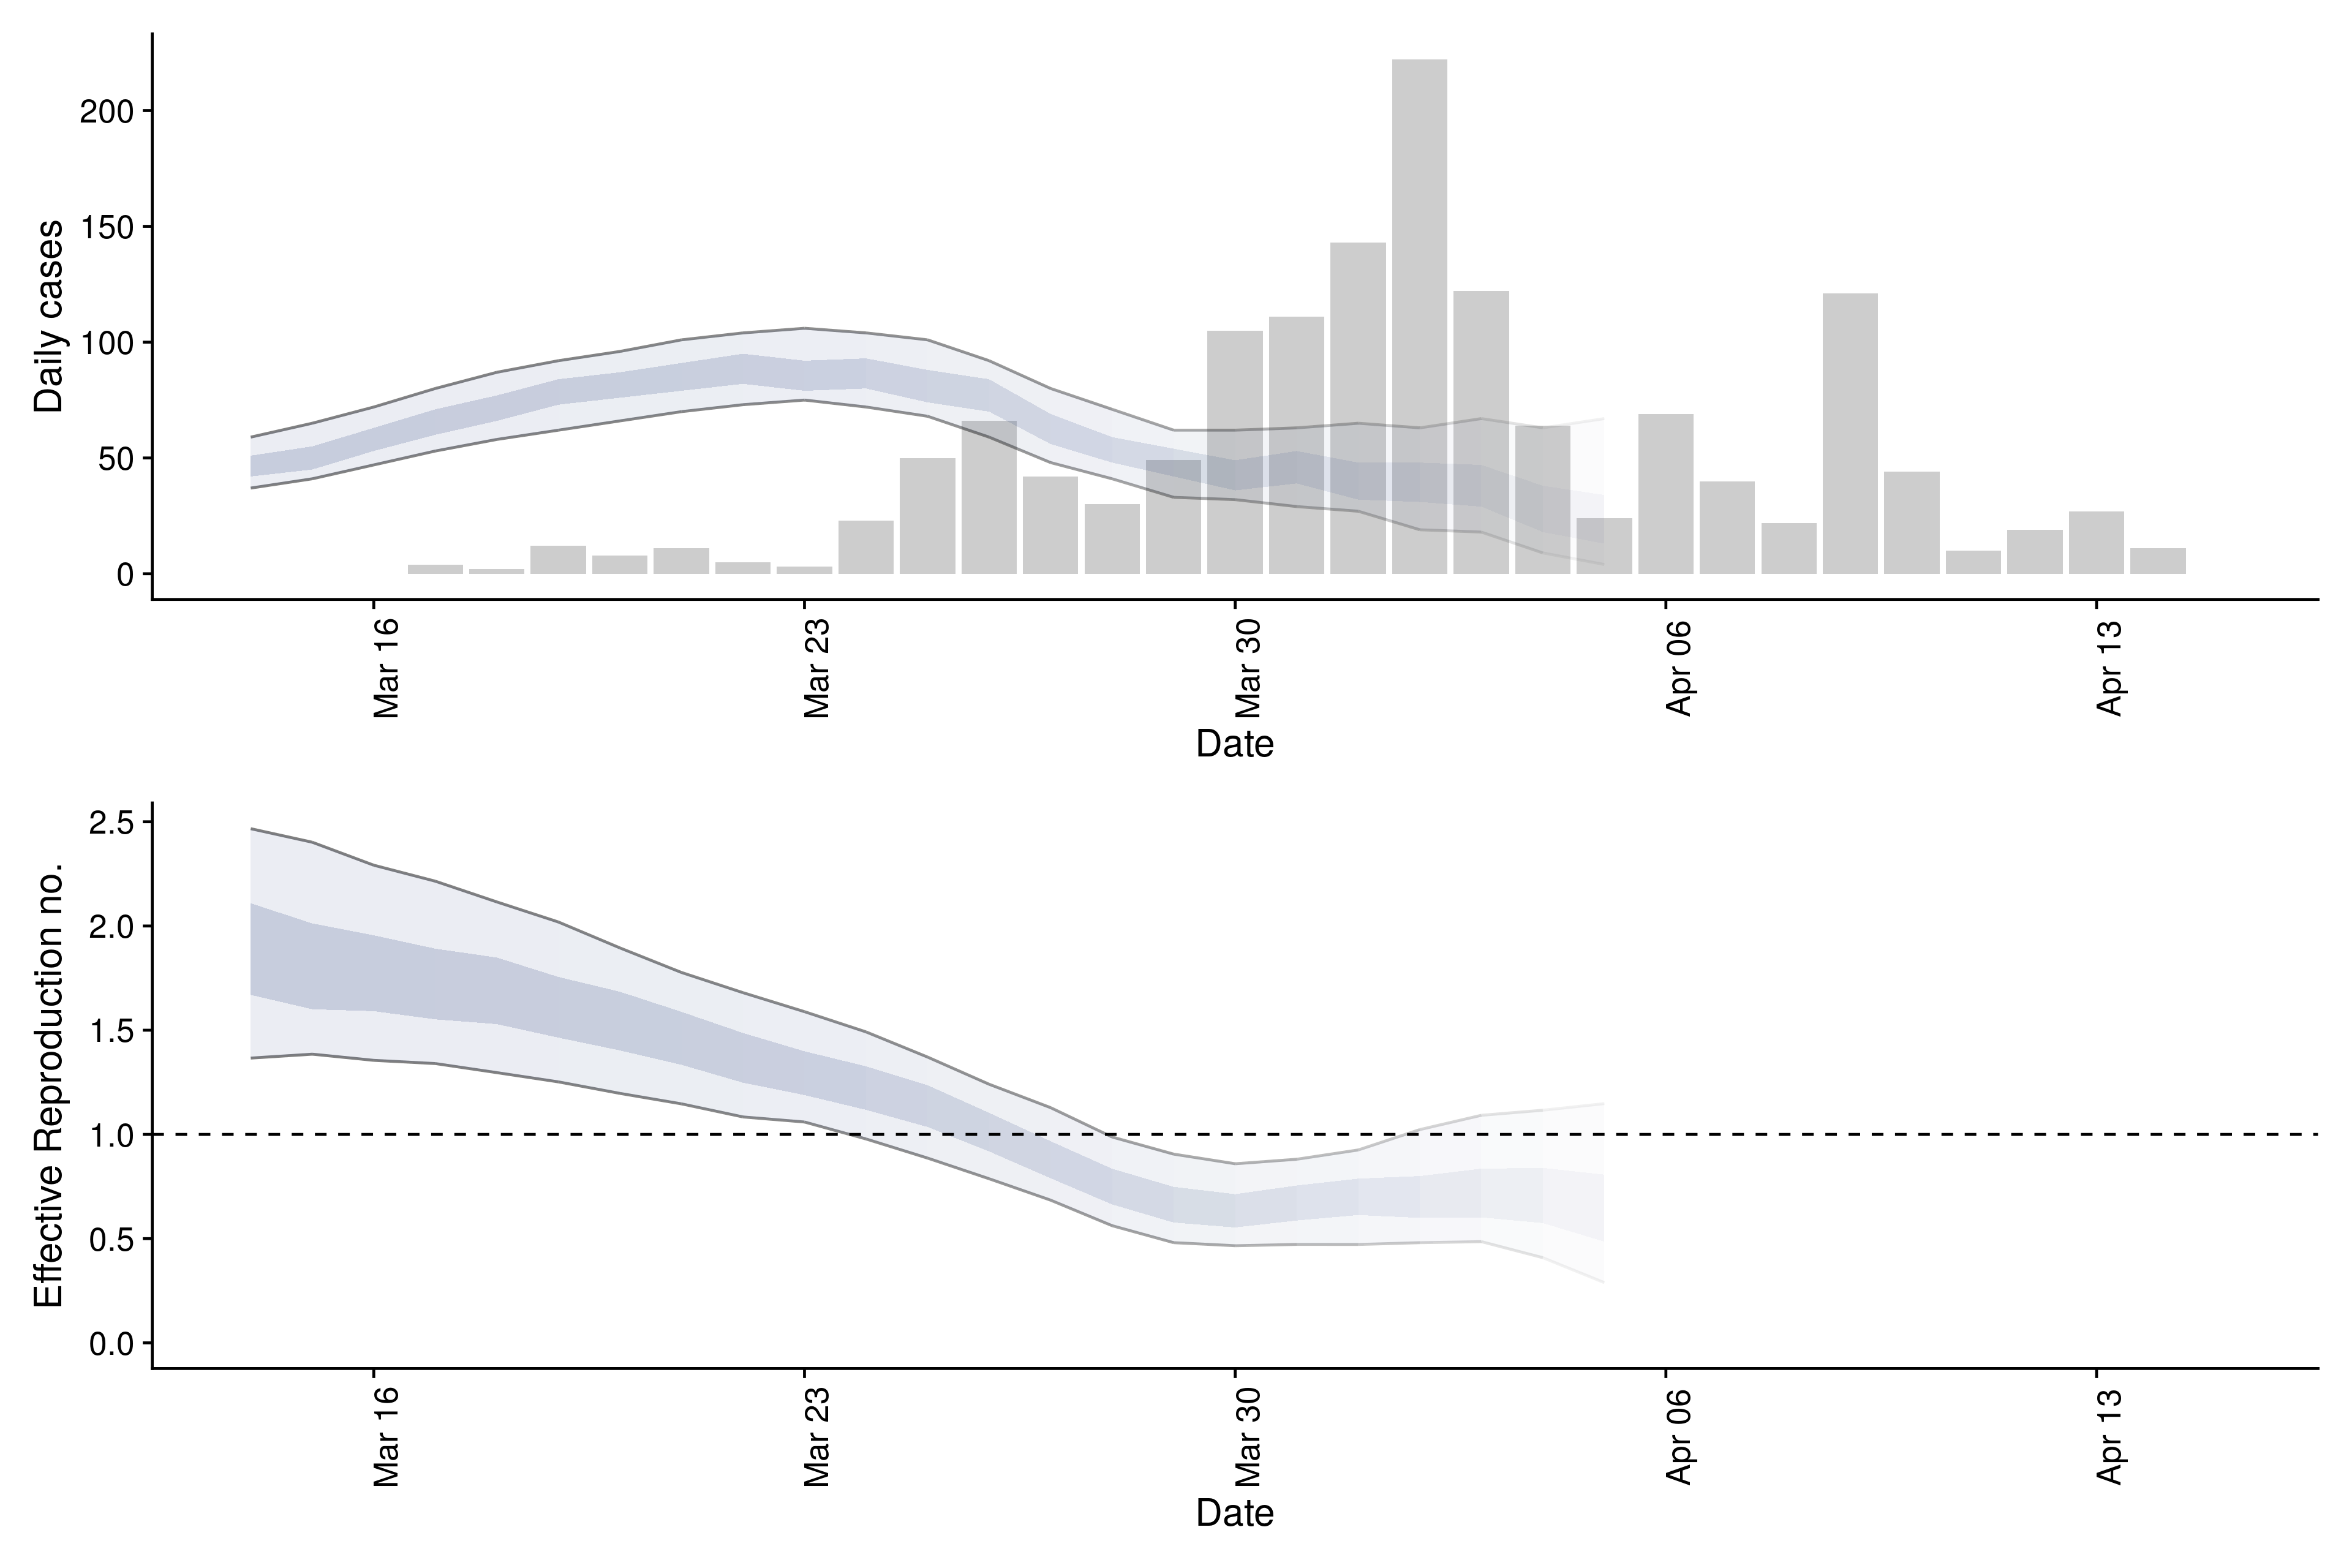 Daily cases
200
150
100
50
0
Mar 16
Mar 23
Mar 30
Apr 06
Apr 13
Date
Effective Reproduction no.
2.5
2.0
1.5
1.0
0.5
0.0
Mar 16
Mar 23
Mar 30
Apr 06
Apr 13
Date